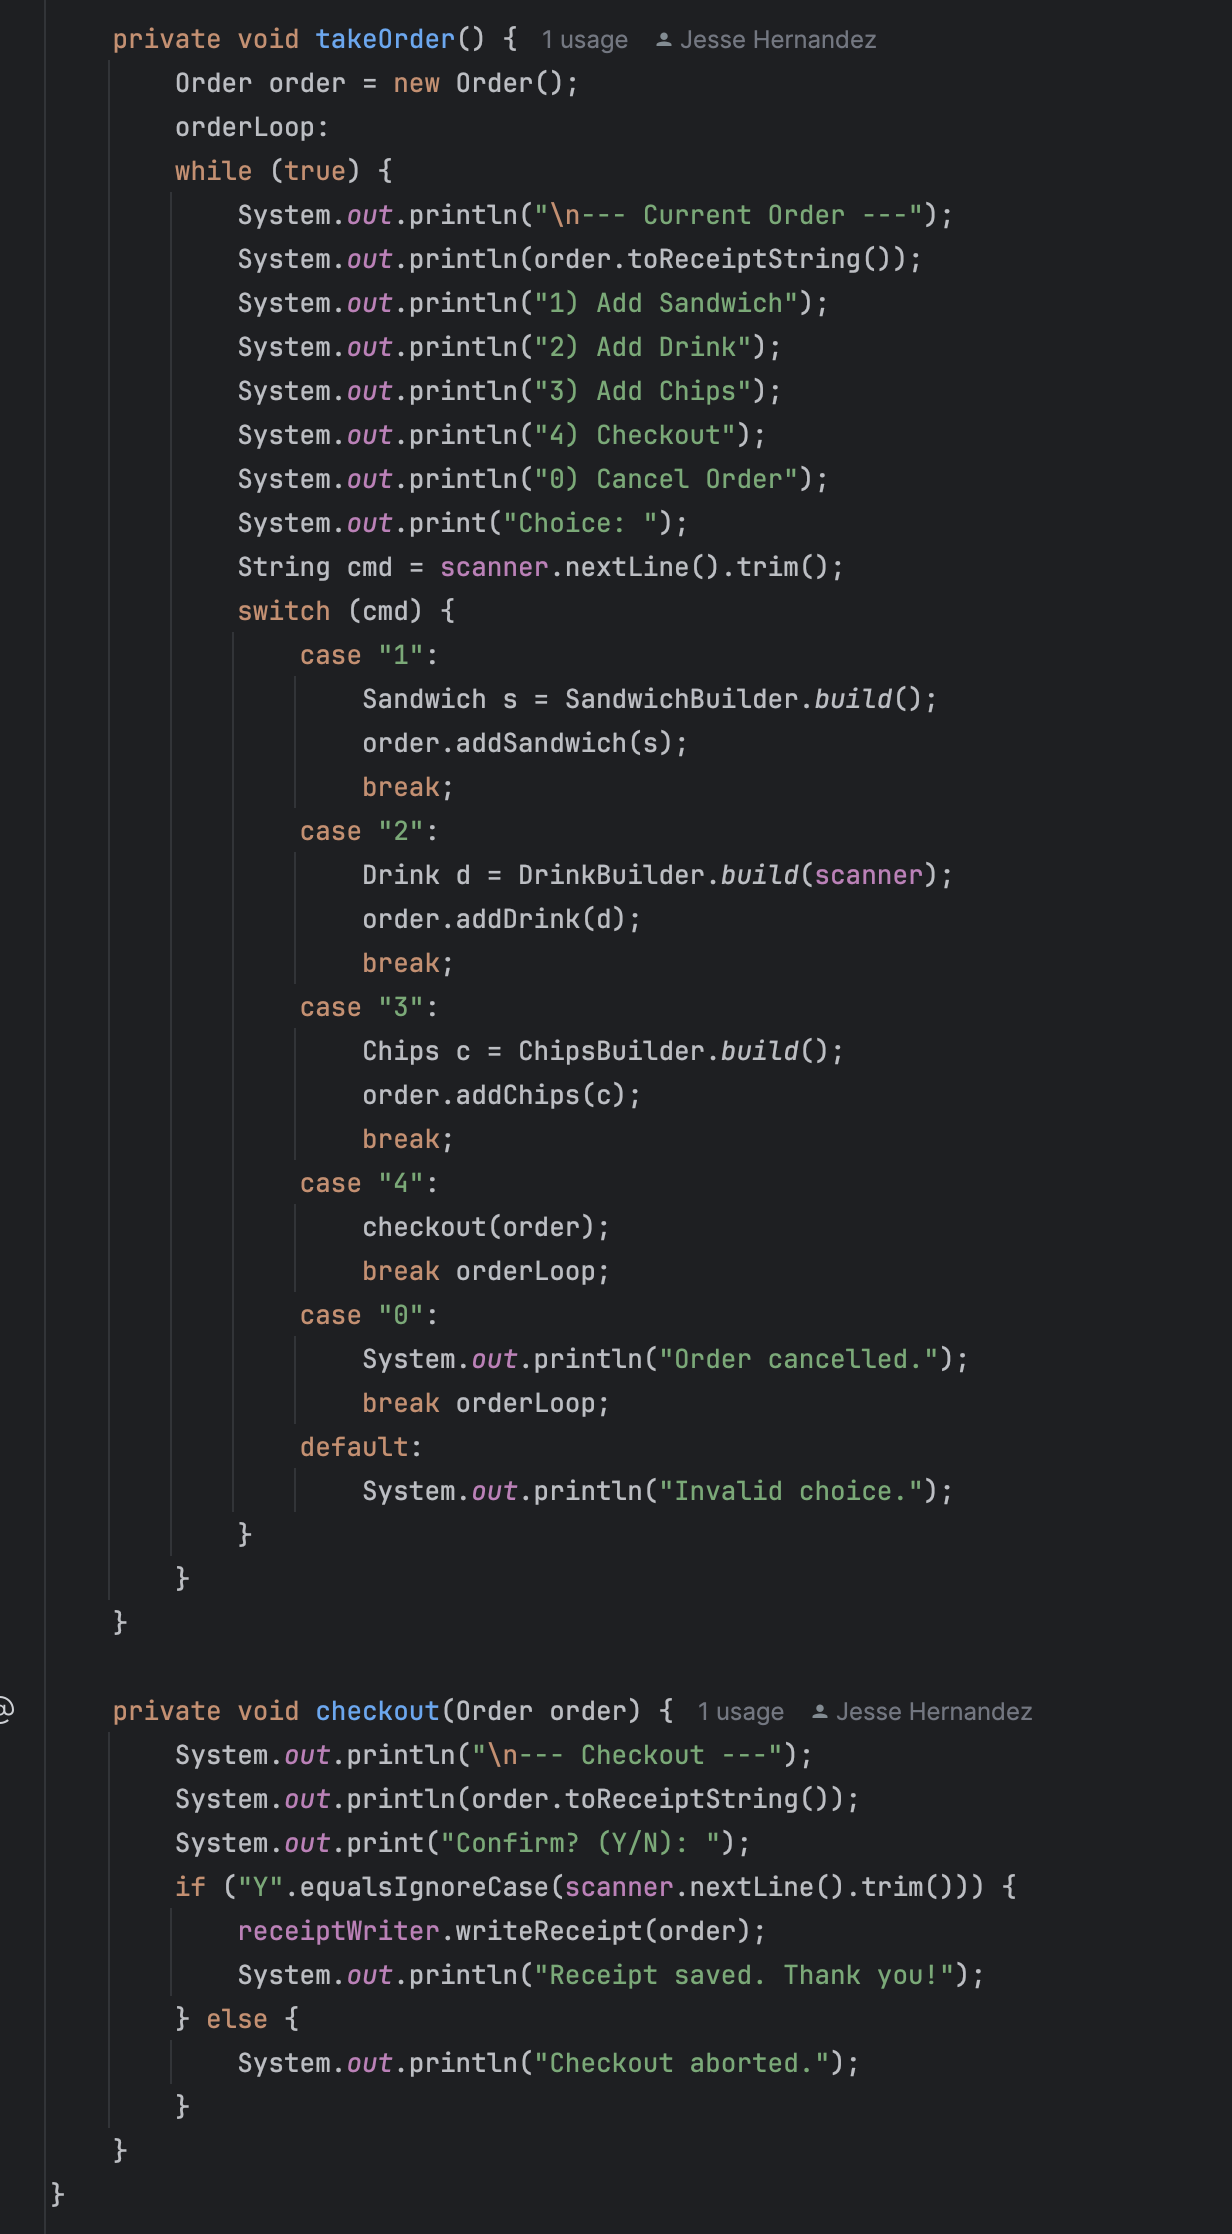 private void takeOrder() {  1 usage  Jesse Hernandez
    Order order = new Order();
    orderLoop:
    while (true) {
        System.out.println("\n--- Current Order ---");
        System.out.println(order.toReceiptString());
        System.out.println("1) Add Sandwich");
        System.out.println("2) Add Drink");
        System.out.println("3) Add Chips");
        System.out.println("4) Checkout");
        System.out.println("0) Cancel Order");
        System.out.print("Choice: ");
        String cmd = scanner.nextLine().trim();
        switch (cmd) {
            case "1":
                Sandwich s = SandwichBuilder.build();
                order.addSandwich(s);
                break;
            case "2":
                Drink d = DrinkBuilder.build(scanner);
                order.addDrink(d);
                break;
            case "3":
                Chips c = ChipsBuilder.build();
                order.addChips(c);
                break;
            case "4":
                checkout(order);
                break orderLoop;
            case "0":
                System.out.println("Order cancelled.");
                break orderLoop;
            default:
                System.out.println("Invalid choice.");
        }
    }
}
@ private void checkout(Order order) {  1 usage  Jesse Hernandez
    System.out.println("\n--- Checkout ---");
    System.out.println(order.toReceiptString());
    System.out.print("Confirm? (Y/N): ");
    if ("Y".equalsIgnoreCase(scanner.nextLine().trim())) {
        receiptWriter.writeReceipt(order);
        System.out.println("Receipt saved. Thank you!");
    } else {
        System.out.println("Checkout aborted.");
    }
}
}